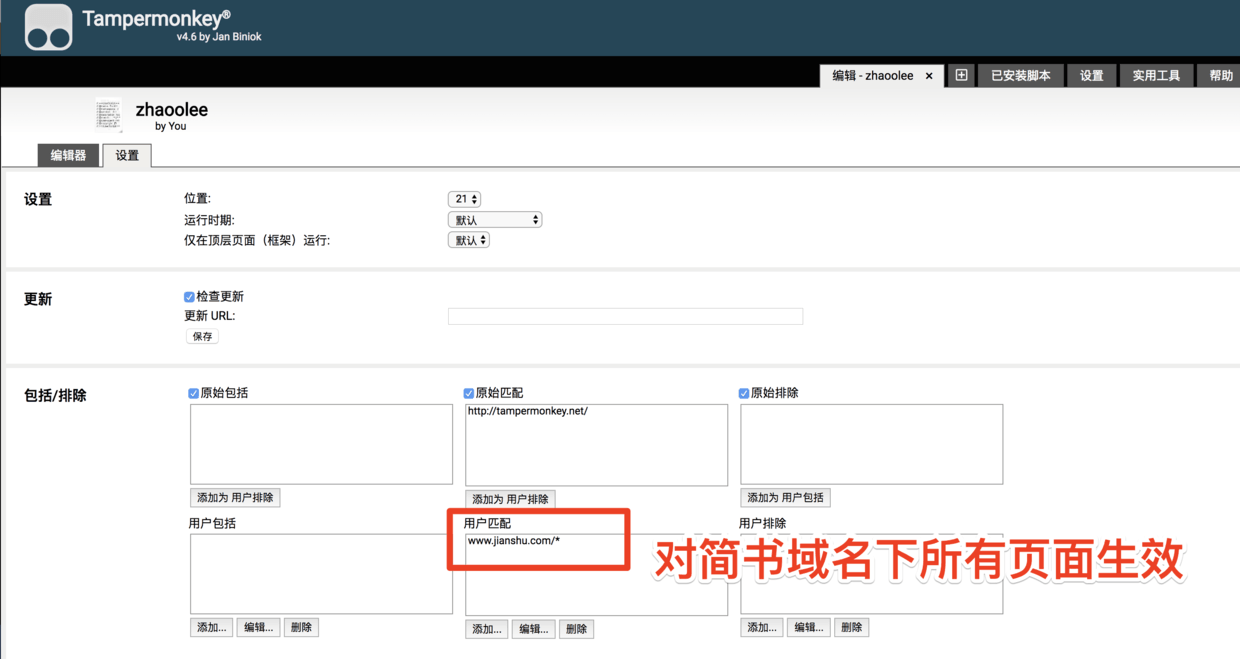 Tampermonkey®
v4.6 by Jan Biniok
编辑 - zhaoolee ×
已安装脚本
设置
实用工具
帮助
zhaoolee
by You
编辑器
设置
设置
位置:
21
运行时期:
默认
仅在顶层页面（框架）运行:
默认
更新
检查更新
更新 URL:
保存
包括/排除
原始包括
原始匹配
原始排除
http://tampermonkey.net/
添加为 用户排除
添加为 用户排除
添加为 用户包括
用户包括
用户匹配
用户排除
www.jianshu.com/*
对简书域名下所有页面生效
添加... 编辑... 删除
添加... 编辑... 删除
添加... 编辑... 删除